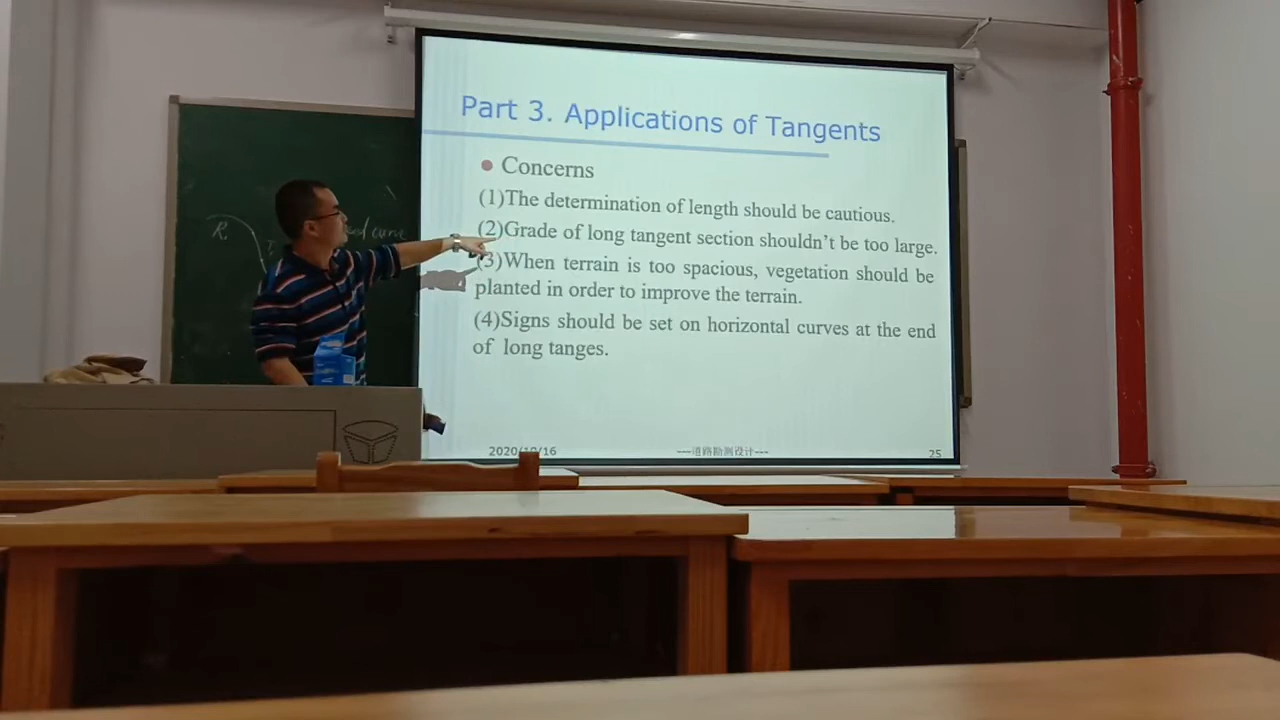 Part 3. Applications of Tangents
Concerns
(1)The determination of length should be cautious.
(2)Grade of long tangent section shouldn't be too large.
(3)When terrain is too spacious, vegetation should be
planted in order to improve the terrain.
(4)Signs should be set on horizontal curves at the end
of long tanges.
2020/10/16
---道路勘测设计---
25
R
curve